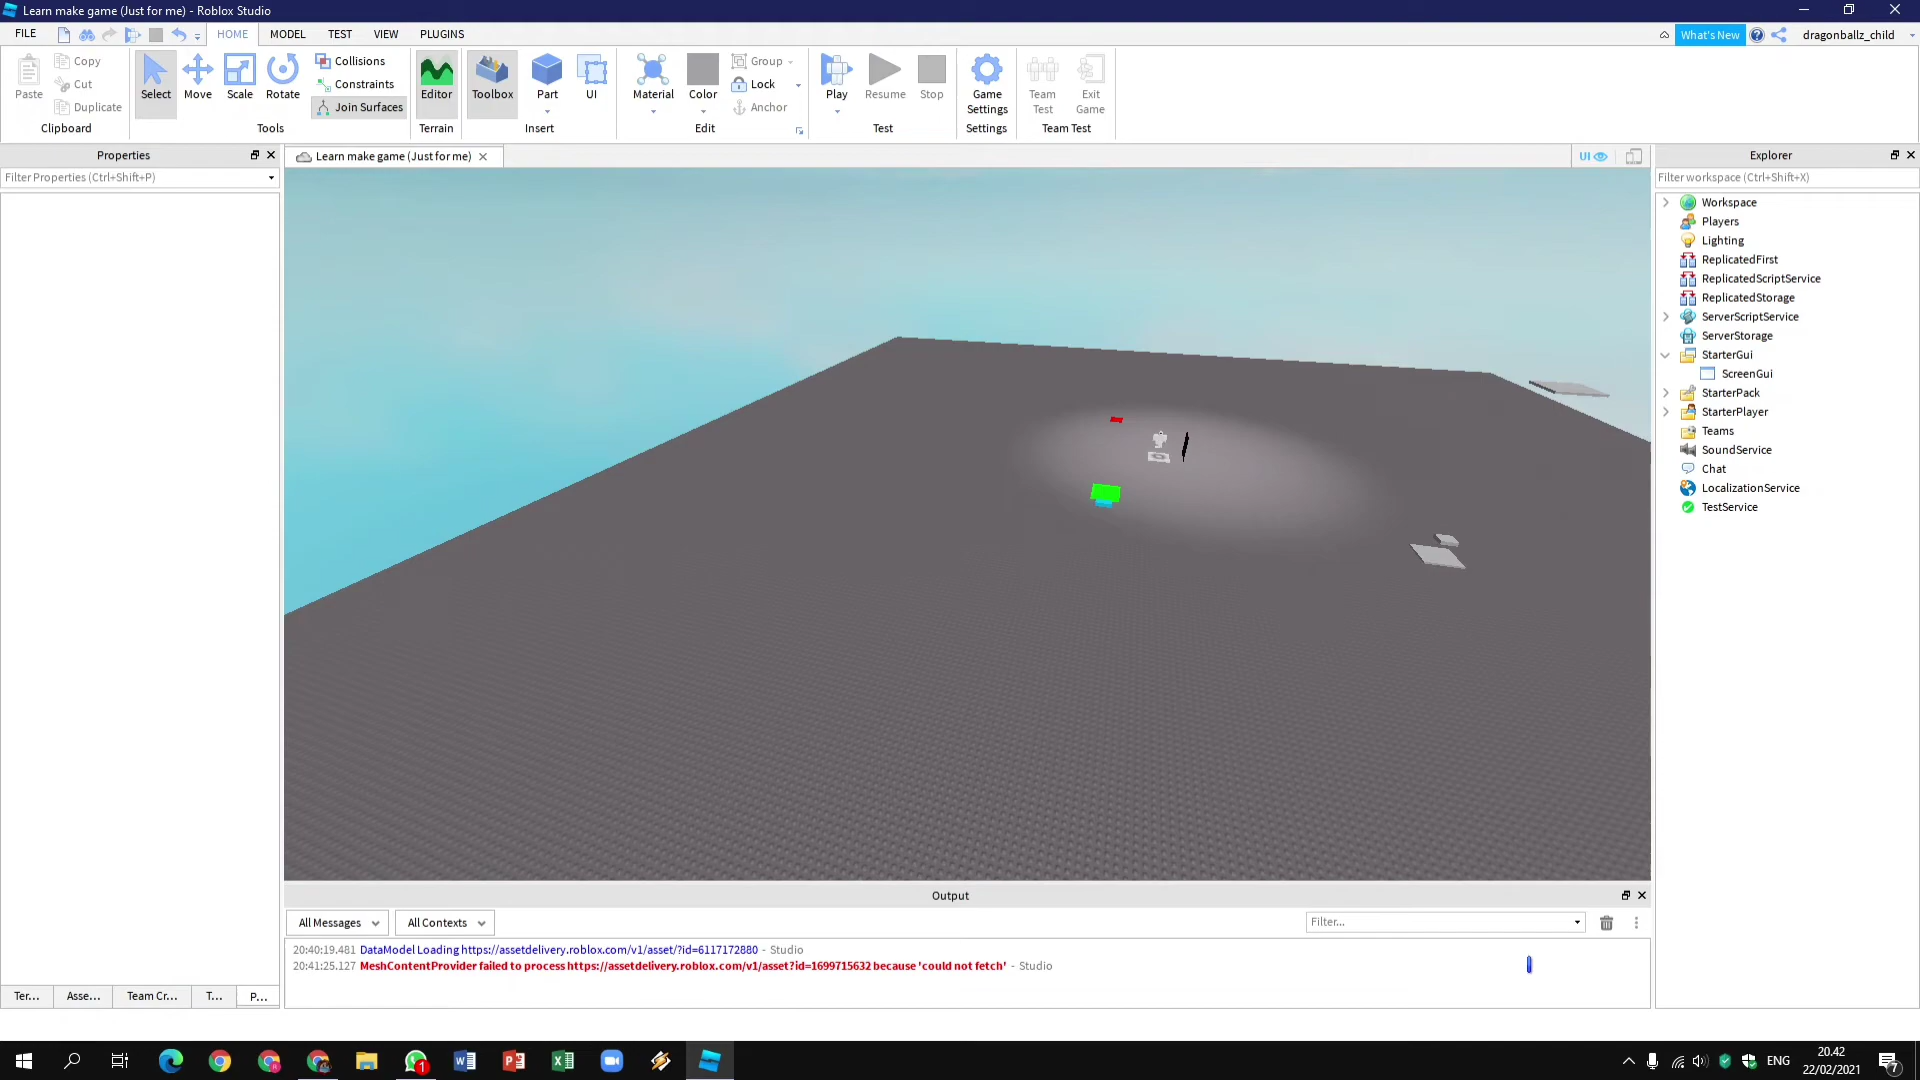 Learn make game (Just for me) - Roblox Studio
FILE HOME MODEL TEST VIEW PLUGINS
What's New dragonballz_child
Paste Copy Cut Duplicate
Clipboard
Select Move Scale Rotate
Collisions
Constraints
Join Surfaces
Tools
Editor
Terrain
Toolbox Part UI
Insert
Material Color
Group
Lock
Anchor
Edit
Play Resume Stop
Test
Game Settings
Settings
Team Test
Exit Game
Team Test
Properties
Filter Properties (Ctrl+Shift+P)
Learn make game (Just for me)
UI
Explorer
Filter workspace (Ctrl+Shift+X)
Workspace
Players
Lighting
ReplicatedFirst
ReplicatedScriptService
ReplicatedStorage
ServerScriptService
ServerStorage
StarterGui
ScreenGui
StarterPack
StarterPlayer
Teams
SoundService
Chat
LocalizationService
TestService
Output
All Messages All Contexts Filter...
20:40:19.481 DataModel Loading https://assetdelivery.roblox.com/v1/asset/?id=6117172880 - Studio
20:41:25.127 MeshContentProvider failed to process https://assetdelivery.roblox.com/v1/asset?id=1699715632 because 'could not fetch' - Studio
Ter... Asse... Team Cr... T... P...
1
ENG
20.42
22/02/2021
7